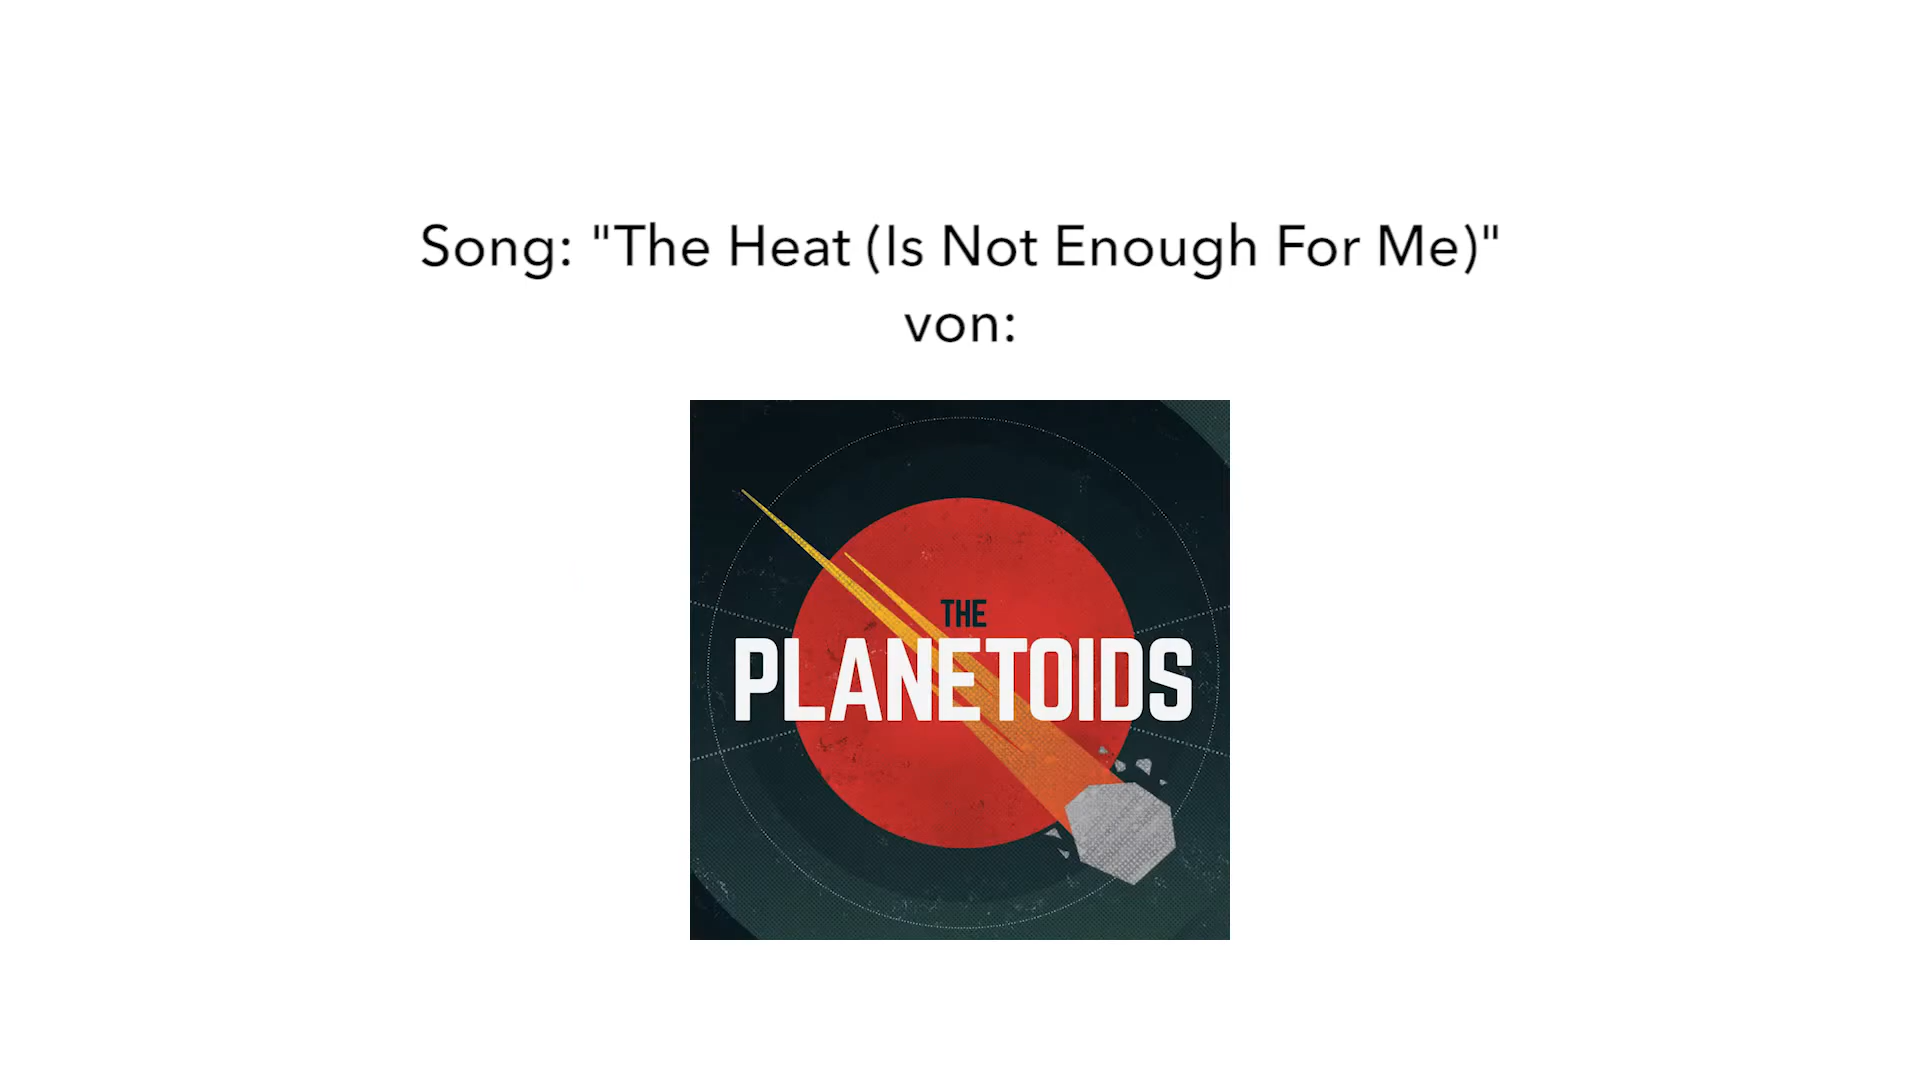 Song: "The Heat (Is Not Enough For Me)"
von:
THE
PLANETOIDS